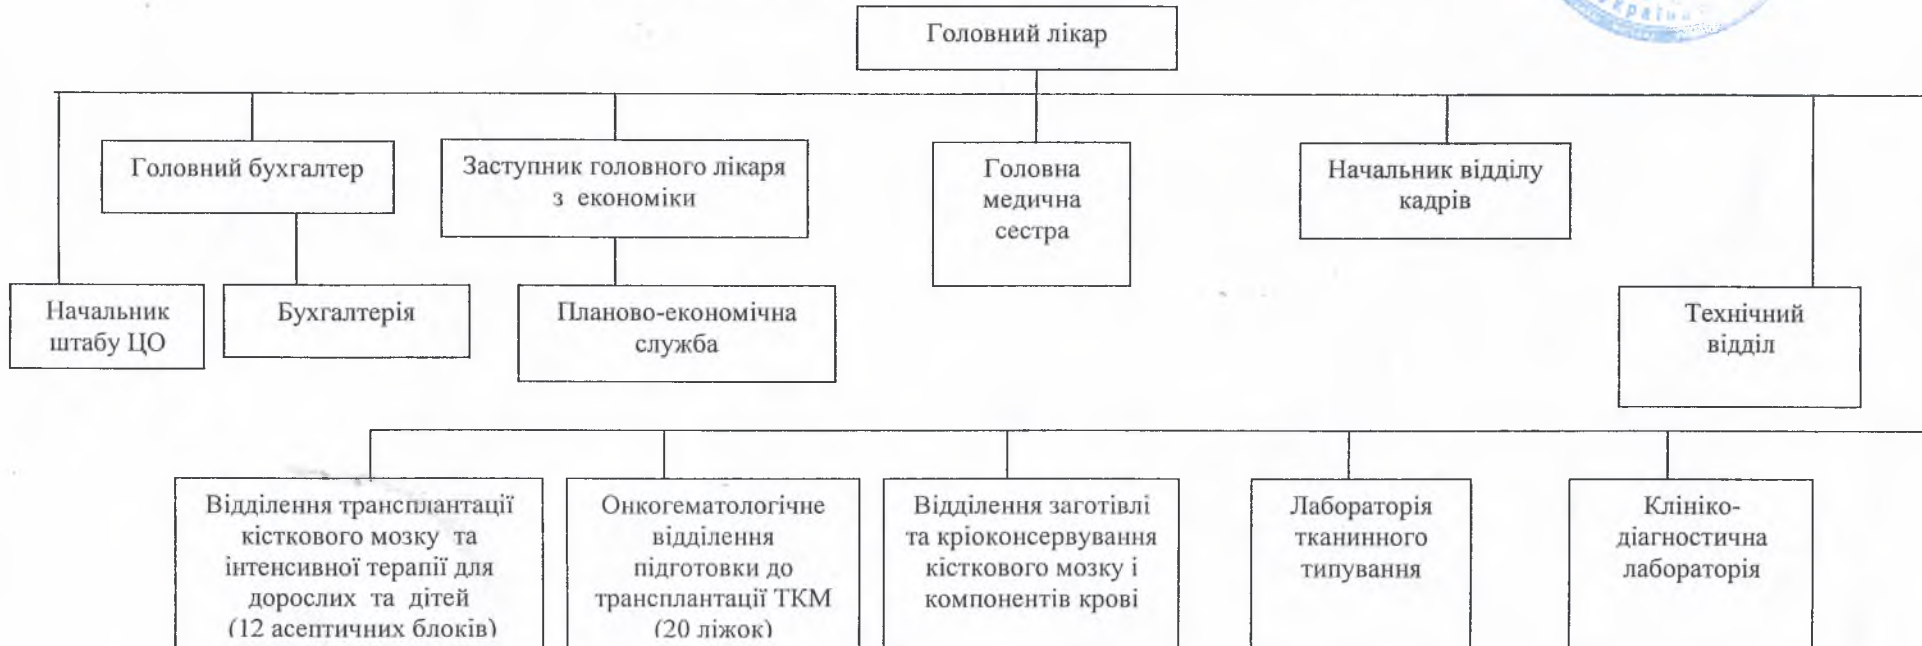 Україна
Головний лікар
Головний бухгалтер
Заступник головного лікаря
з економіки
Головна
медична
сестра
Начальник відділу
кадрів
Начальник
штабу ЦО
Бухгалтерія
Планово-економічна
служба
Технічний
відділ
Відділення трансплантації
кісткового мозку та
інтенсивної терапії для
дорослих та дітей
(12 асептичних блоків)
Онкогематологічне
відділення
підготовки до
трансплантації ТКМ
(20 ліжок)
Відділення заготівлі
та кріоконсервування
кісткового мозку і
компонентів крові
Лабораторія
тканинного
типування
Клініко-
діагностична
лабораторія